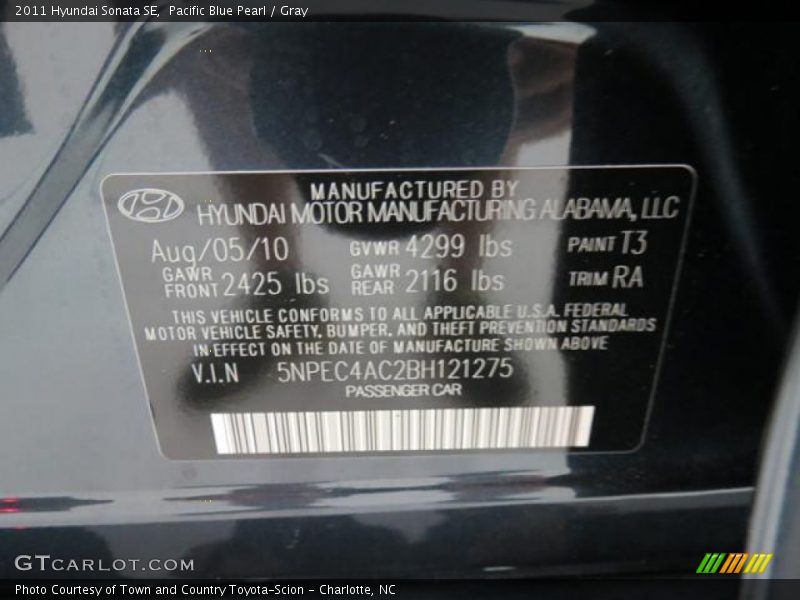 2011 Hyundai Sonata SE,  Pacific Blue Pearl / Gray
MANUFACTURED BY
HYUNDAI MOTOR MANUFACTURING ALABAMA, LLC
Aug/05/10 GVWR 4299 lbs PAINT T3
GAWR FRONT 2425 lbs GAWR REAR 2116 lbs TRIM RA
THIS VEHICLE CONFORMS TO ALL APPLICABLE U.S.A. FEDERAL
MOTOR VEHICLE SAFETY, BUMPER, AND THEFT PREVENTION STANDARDS
IN EFFECT ON THE DATE OF MANUFACTURE SHOWN ABOVE
V.I.N 5NPEC4AC2BH121275
PASSENGER CAR
GTCARLOT.COM
Photo Courtesy of Town and Country Toyota-Scion - Charlotte, NC